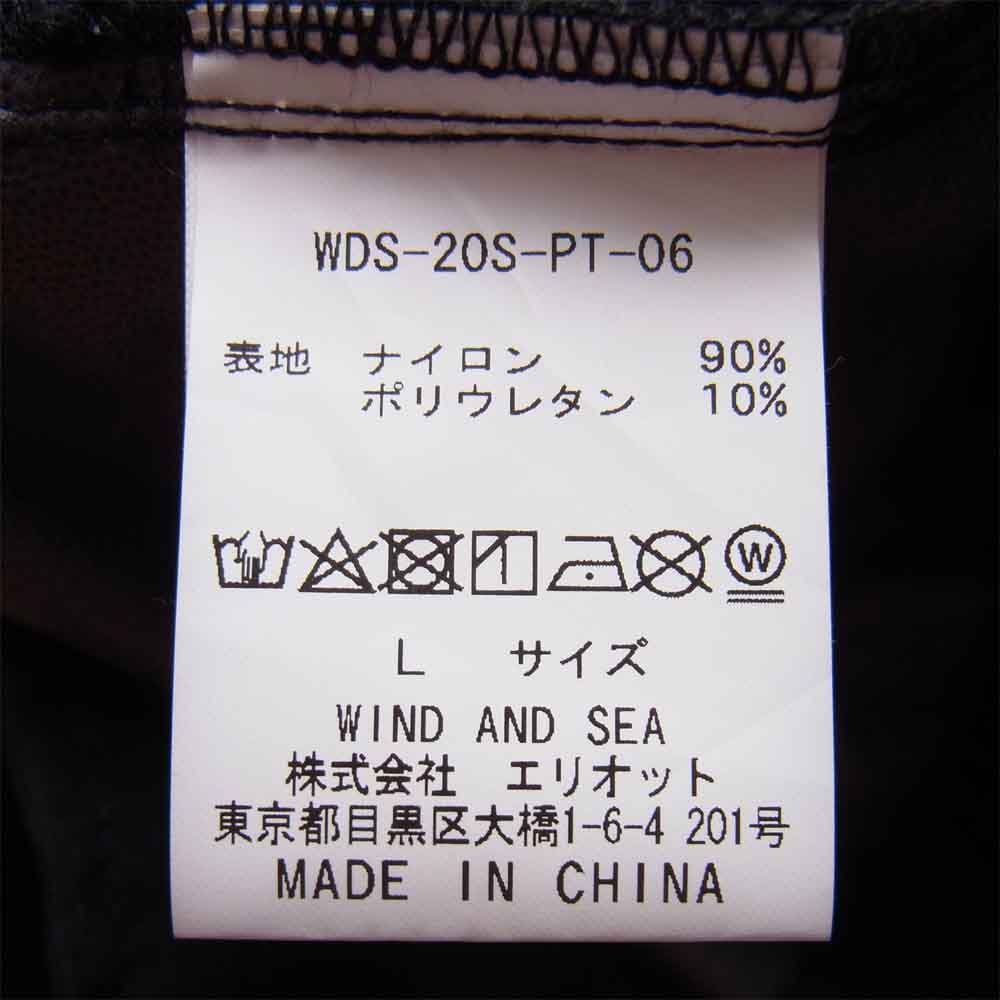 WDS-20S-PT-06
表地 ナイロン 90%
ポリウレタン 10%
W
L サイズ
WIND AND SEA
株式会社 エリオット
東京都目黒区大橋1-6-4 201号
MADE IN CHINA